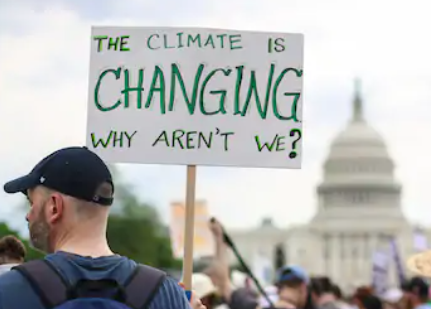 THE CLIMATE IS
CHANGING
WHY AREN'T WE?